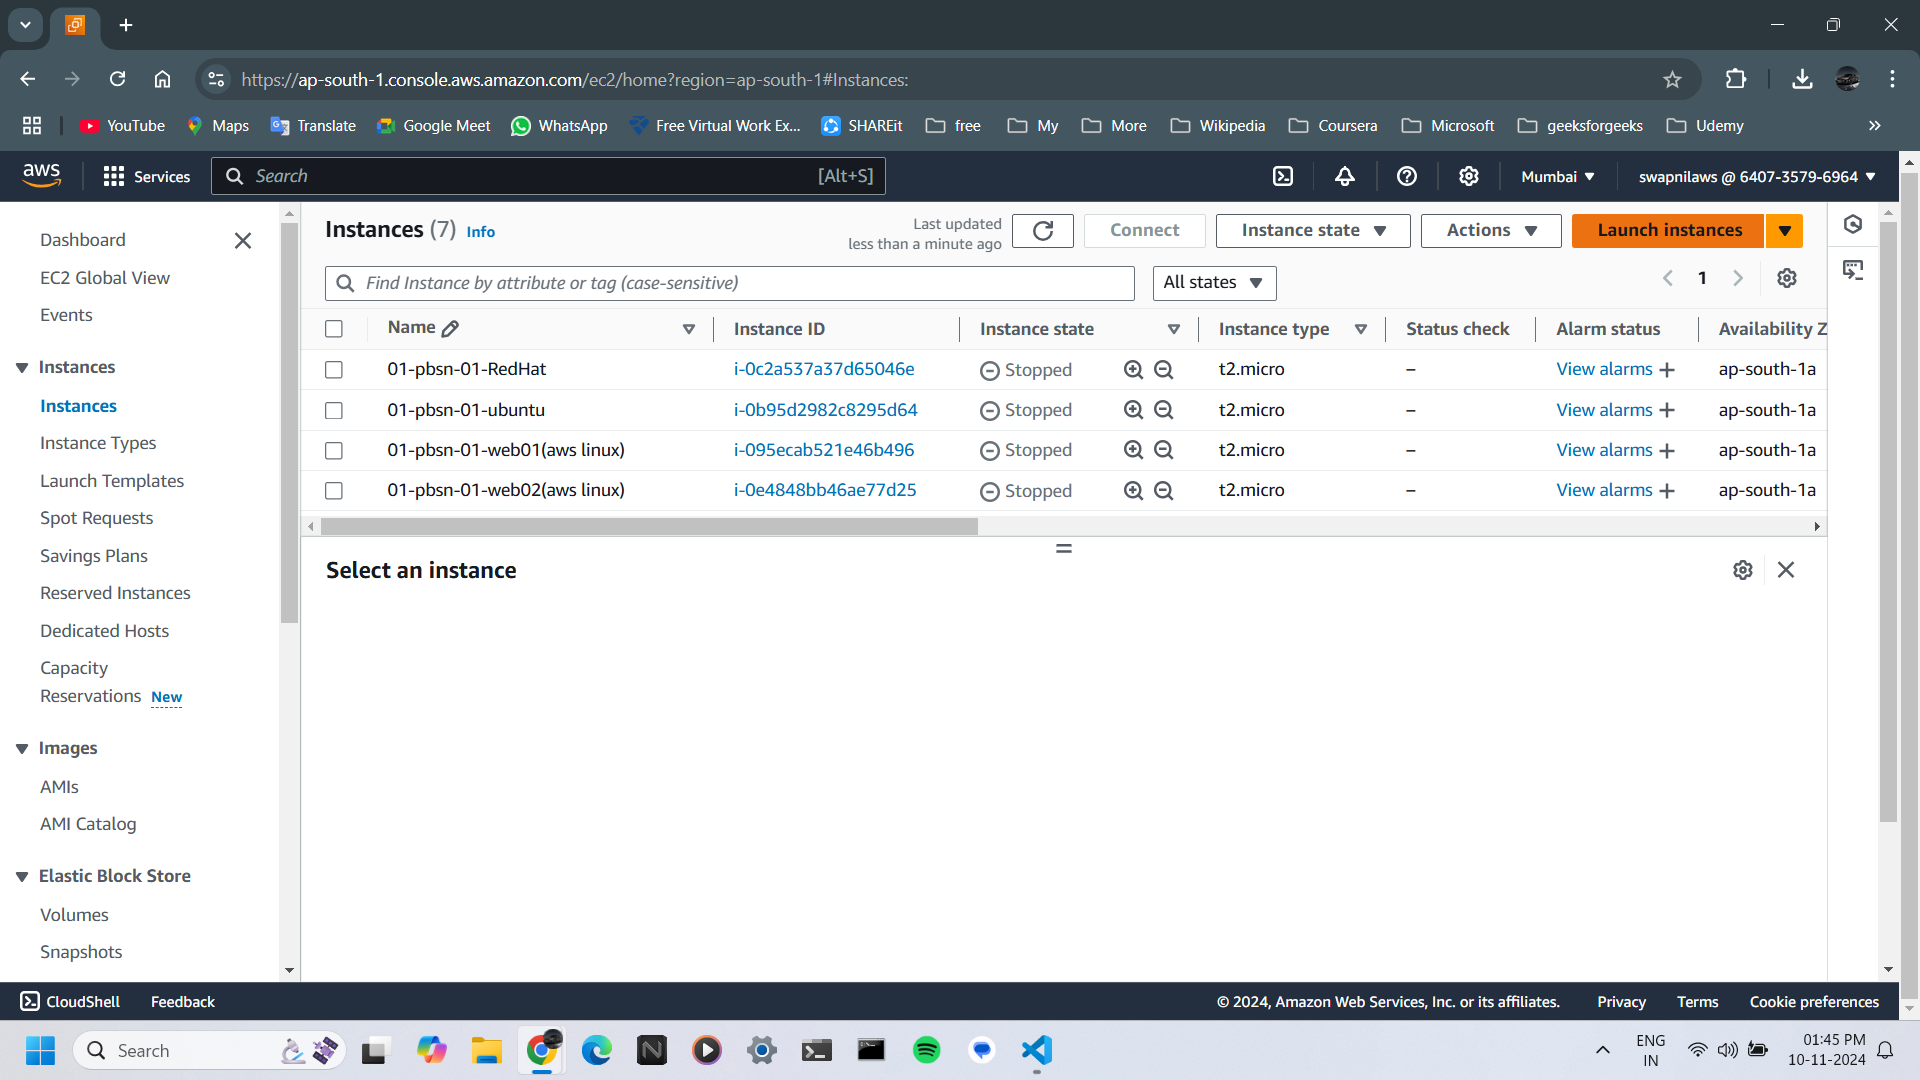 https://ap-south-1.console.aws.amazon.com/ec2/home?region=ap-south-1#Instances:
YouTube Maps Translate Google Meet WhatsApp Free Virtual Work Ex... SHAREit free My More Wikipedia Coursera Microsoft geeksforgeeks Udemy
aws Services Search [Alt+S] Mumbai swapnilaws @ 6407-3579-6964
Dashboard
EC2 Global View
Events
Instances
Instances
Instance Types
Launch Templates
Spot Requests
Savings Plans
Reserved Instances
Dedicated Hosts
Capacity
Reservations New
Images
AMIs
AMI Catalog
Elastic Block Store
Volumes
Snapshots
Instances (7) Info
Last updated
less than a minute ago
Connect Instance state Actions Launch instances
Find Instance by attribute or tag (case-sensitive) All states 1
Name Instance ID Instance state Instance type Status check Alarm status Availability Z
01-pbsn-01-RedHat i-0c2a537a37d65046e Stopped t2.micro – View alarms + ap-south-1a
01-pbsn-01-ubuntu i-0b95d2982c8295d64 Stopped t2.micro – View alarms + ap-south-1a
01-pbsn-01-web01(aws linux) i-095ecab521e46b496 Stopped t2.micro – View alarms + ap-south-1a
01-pbsn-01-web02(aws linux) i-0e4848bb46ae77d25 Stopped t2.micro – View alarms + ap-south-1a
Select an instance
CloudShell Feedback © 2024, Amazon Web Services, Inc. or its affiliates. Privacy Terms Cookie preferences
Search
ENG
IN
01:45 PM
10-11-2024